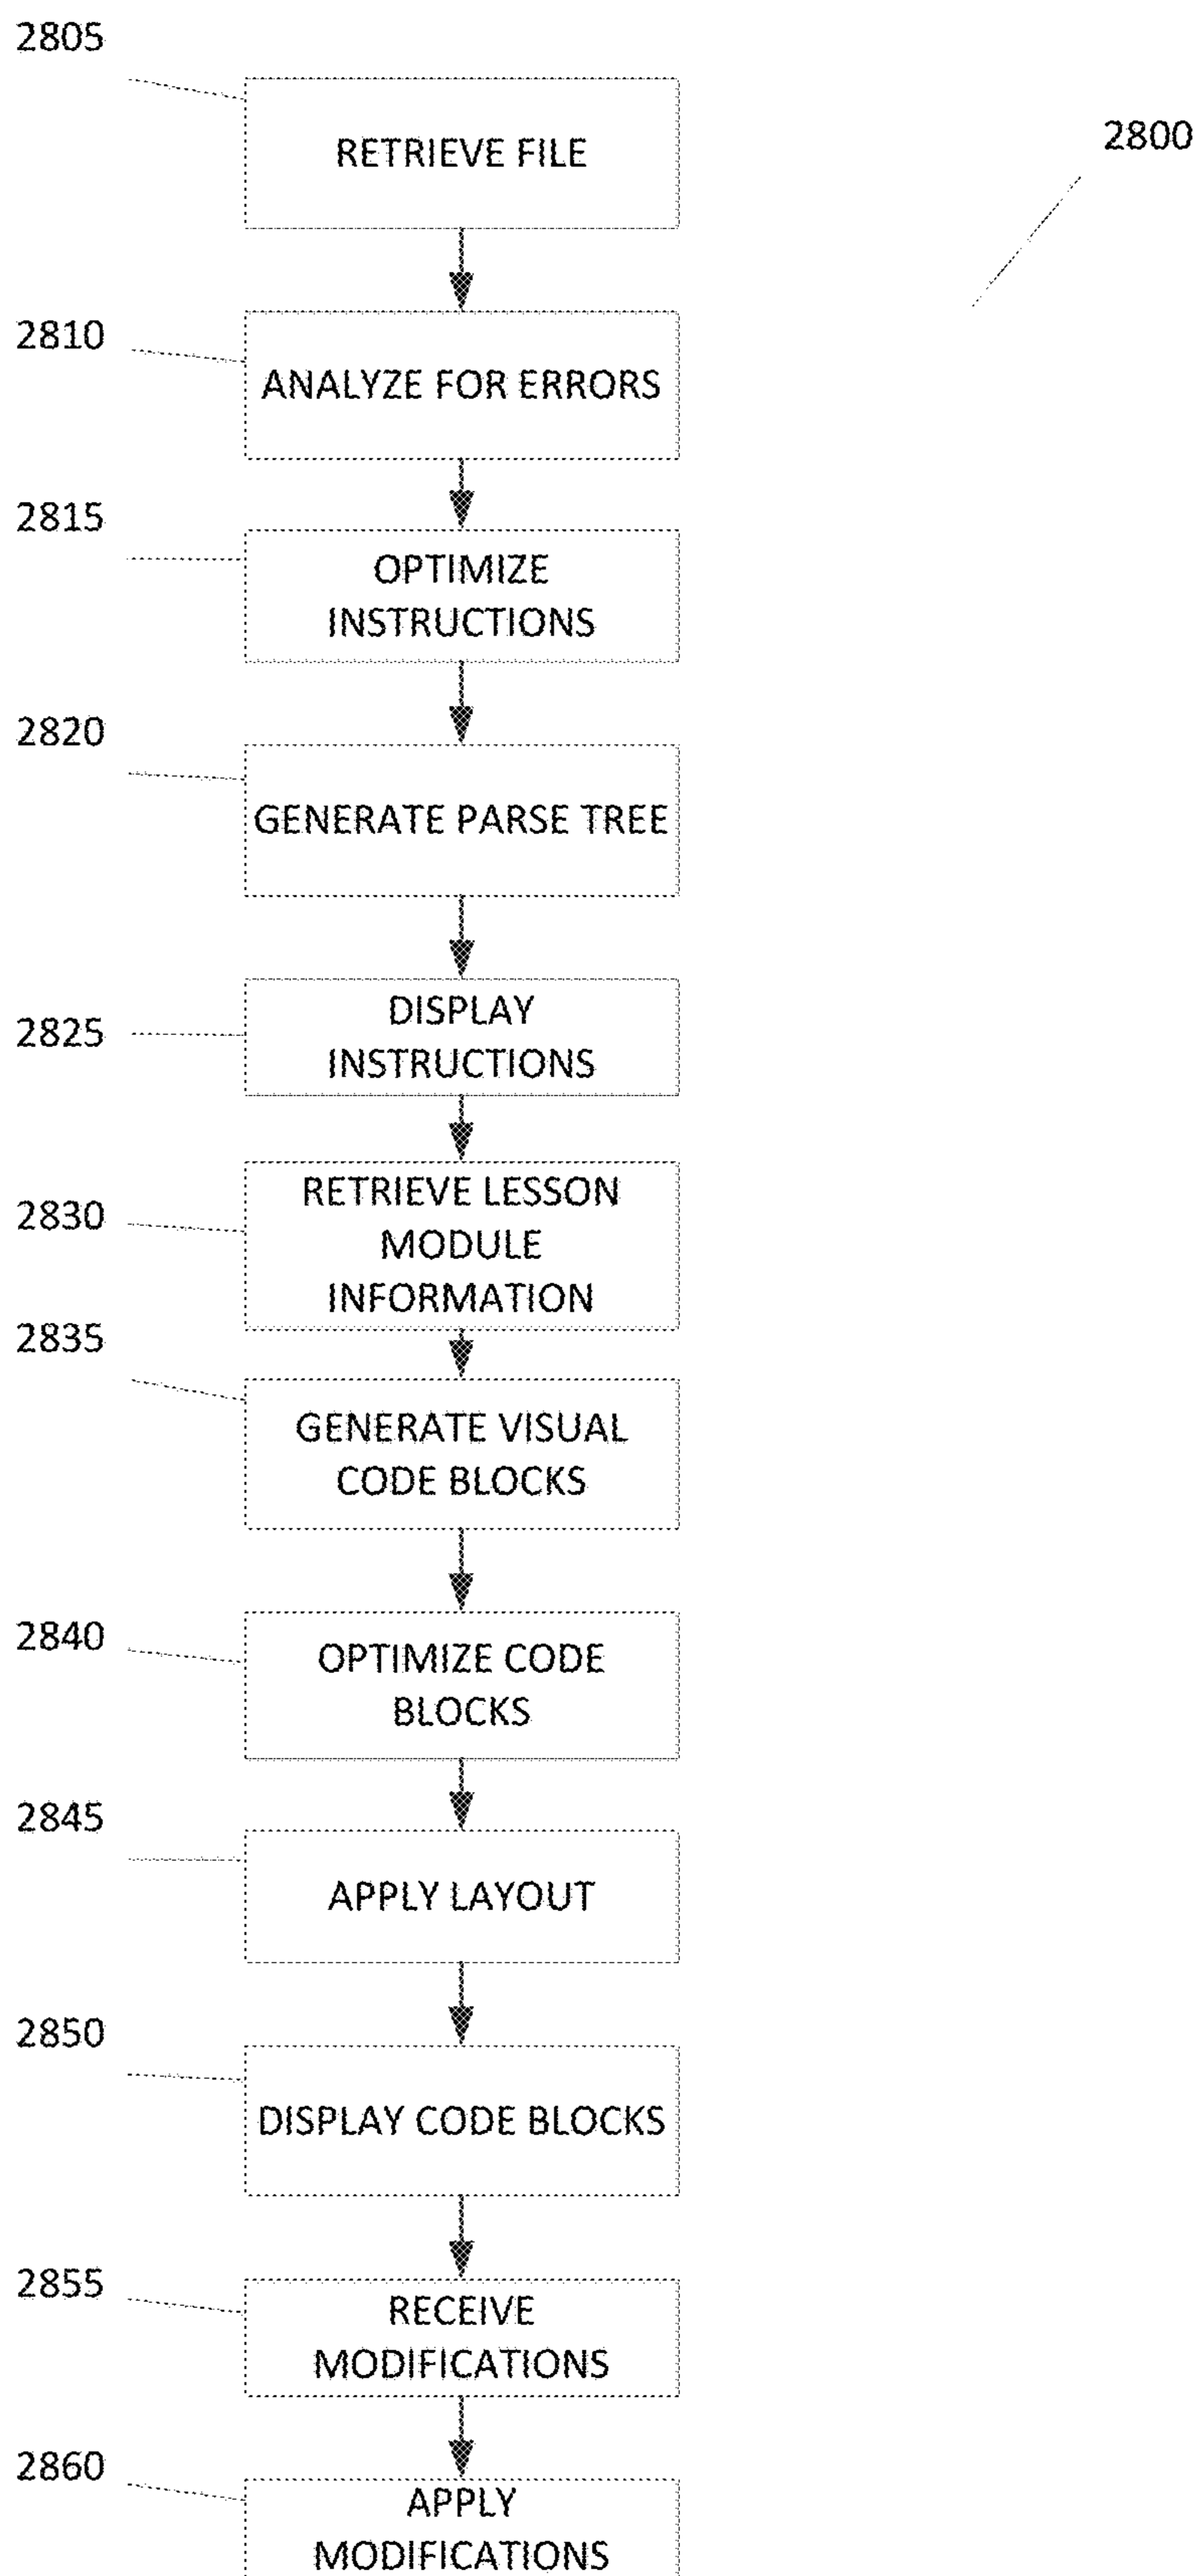 2805
RETRIEVE FILE
2800
2810
ANALYZE FOR ERRORS
2815
OPTIMIZE
INSTRUCTIONS
2820
GENERATE PARSE TREE
2825
DISPLAY
INSTRUCTIONS
2830
RETRIEVE LESSON
MODULE
INFORMATION
2835
GENERATE VISUAL
CODE BLOCKS
2840
OPTIMIZE CODE
BLOCKS
2845
APPLY LAYOUT
2850
DISPLAY CODE BLOCKS
2855
RECEIVE
MODIFICATIONS
2860
APPLY
MODIFICATIONS